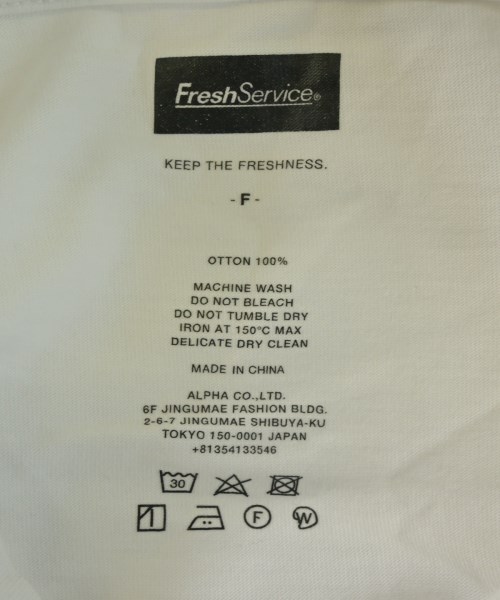 FreshService®
KEEP THE FRESHNESS.
- F -
OTTON 100%
MACHINE WASH
DO NOT BLEACH
DO NOT TUMBLE DRY
IRON AT 150°C MAX
DELICATE DRY CLEAN
MADE IN CHINA
ALPHA CO.,LTD.
6F JINGUMAE FASHION BLDG.
2-6-7 JINGUMAE SHIBUYA-KU
TOKYO 150-0001 JAPAN
+81354133546
30
F W